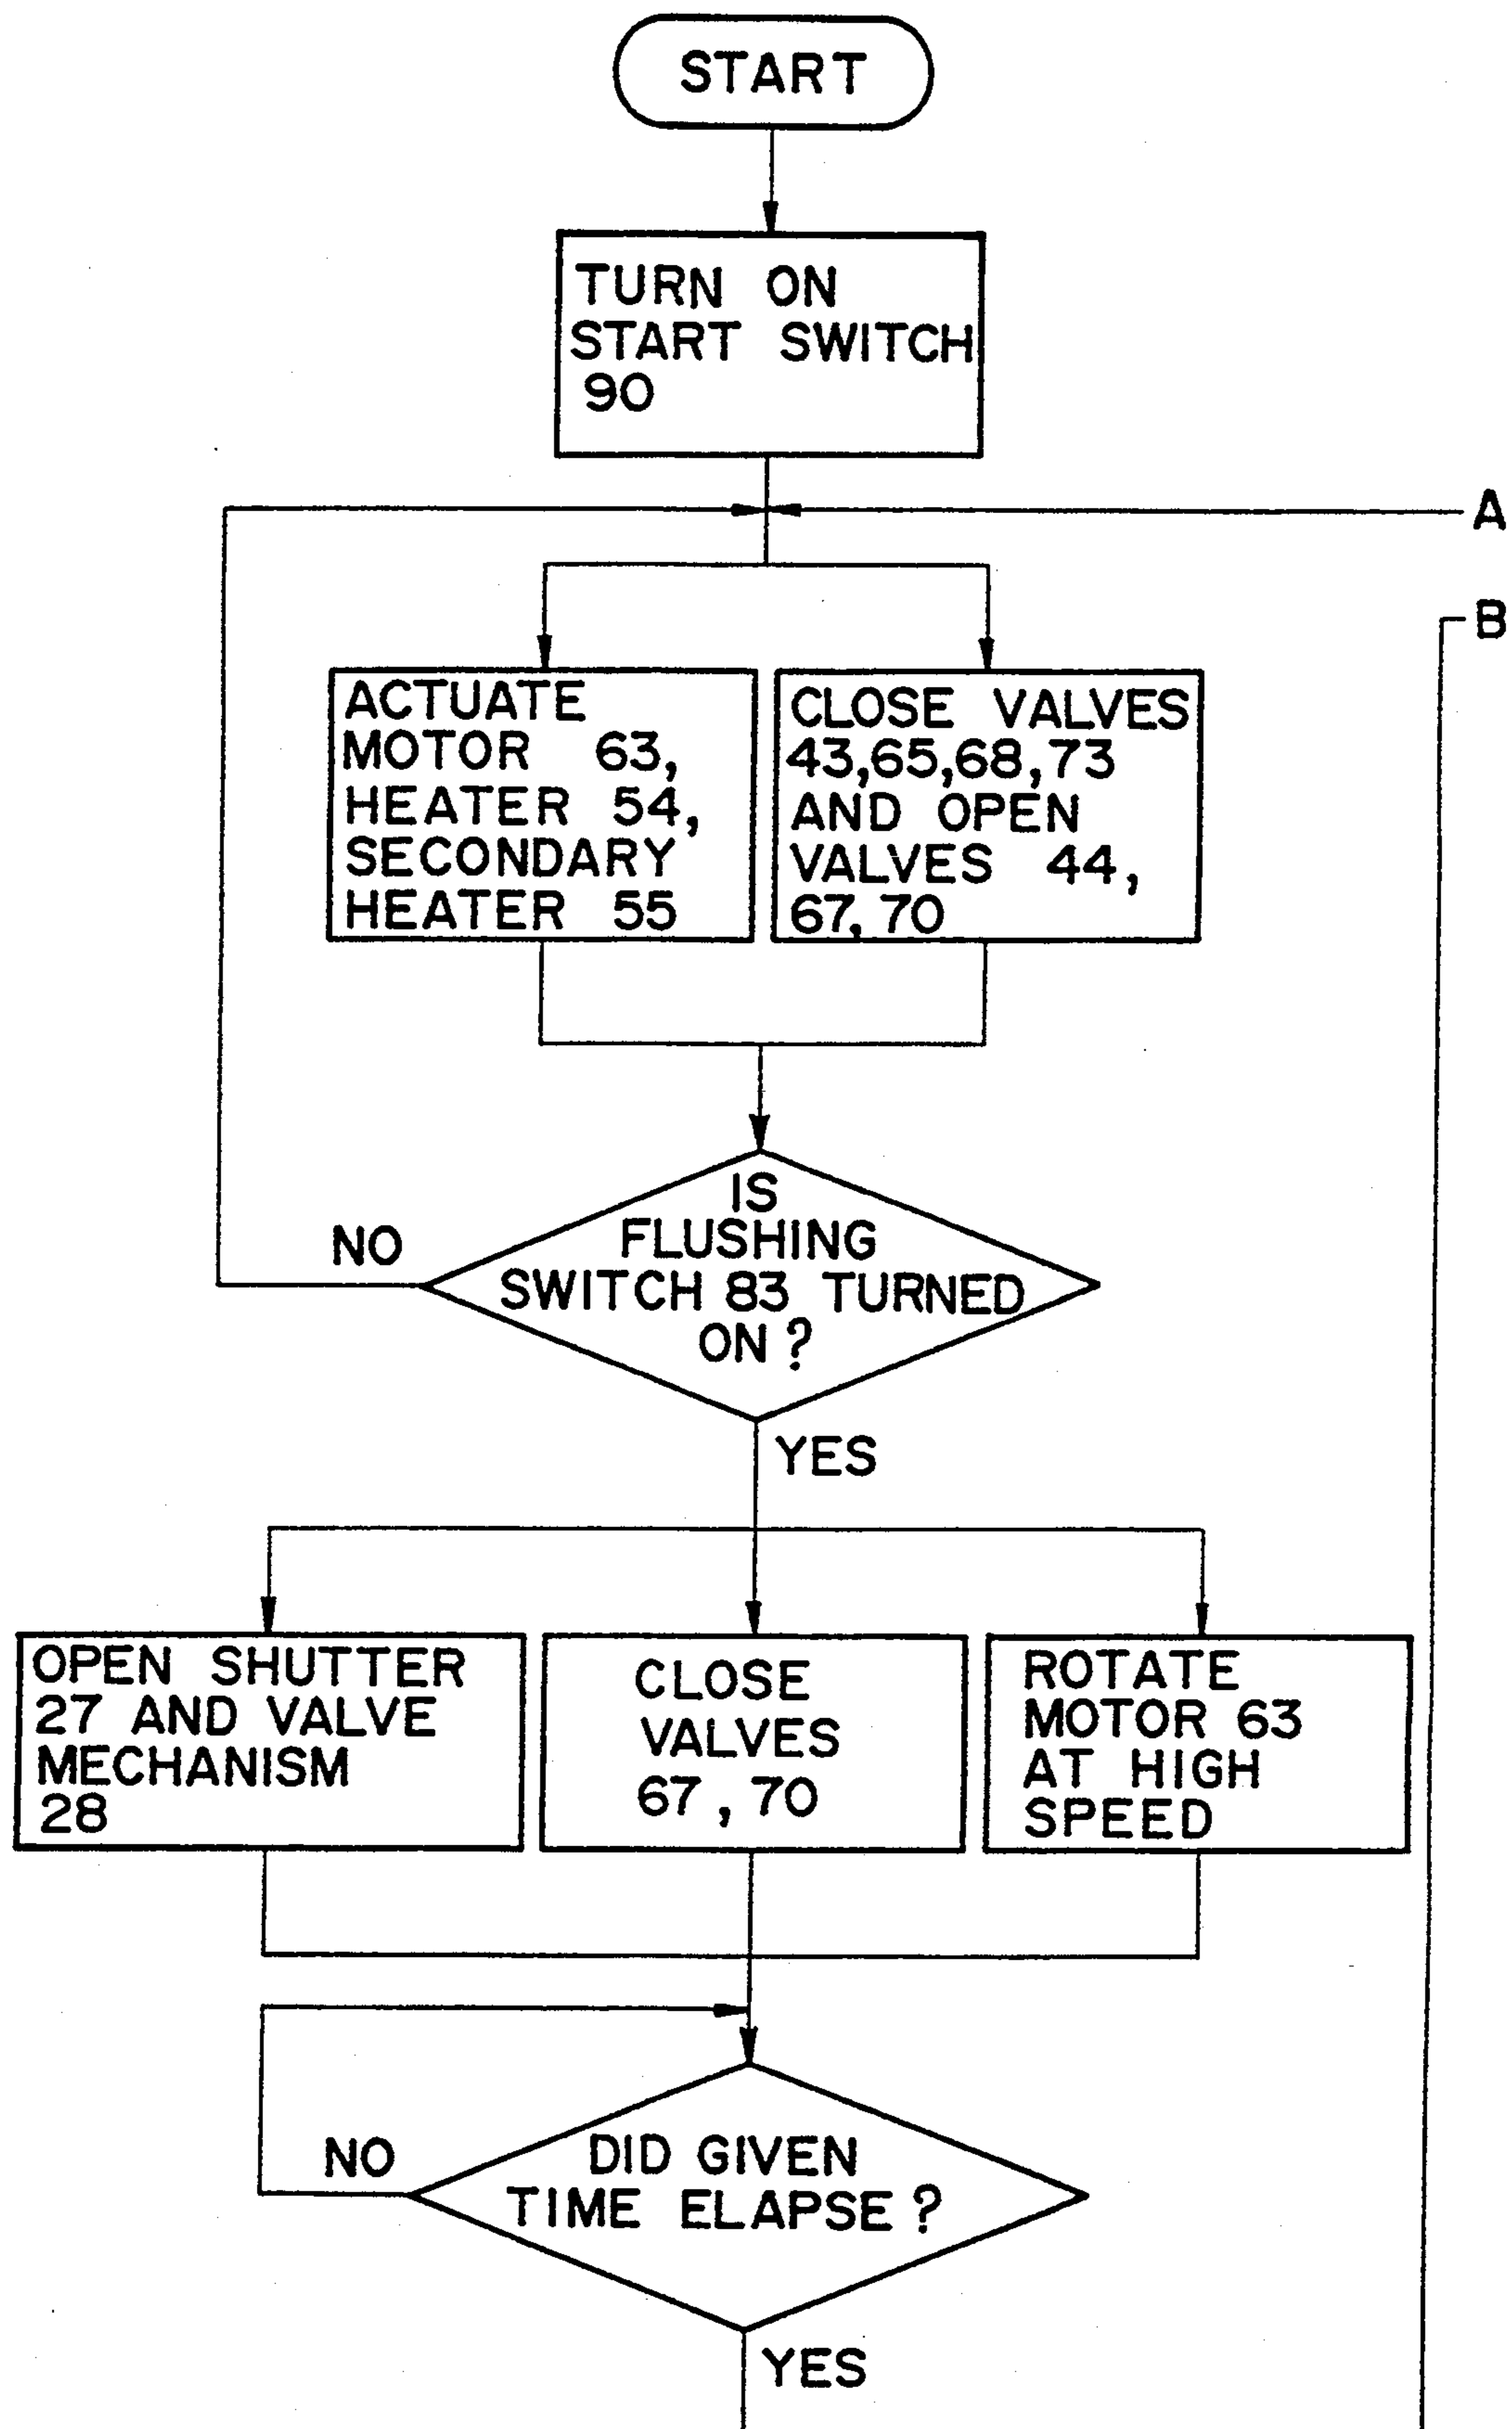 START
TURN ON
START SWITCH
90
A
B
ACTUATE
MOTOR 63,
HEATER 54,
SECONDARY
HEATER 55
CLOSE VALVES
43,65,68,73
AND OPEN
VALVES 44,
67,70
IS
FLUSHING
SWITCH 83 TURNED
ON ?
NO
YES
OPEN SHUTTER
27 AND VALVE
MECHANISM
28
CLOSE
VALVES
67, 70
ROTATE
MOTOR 63
AT HIGH
SPEED
NO
DID GIVEN
TIME ELAPSE ?
YES